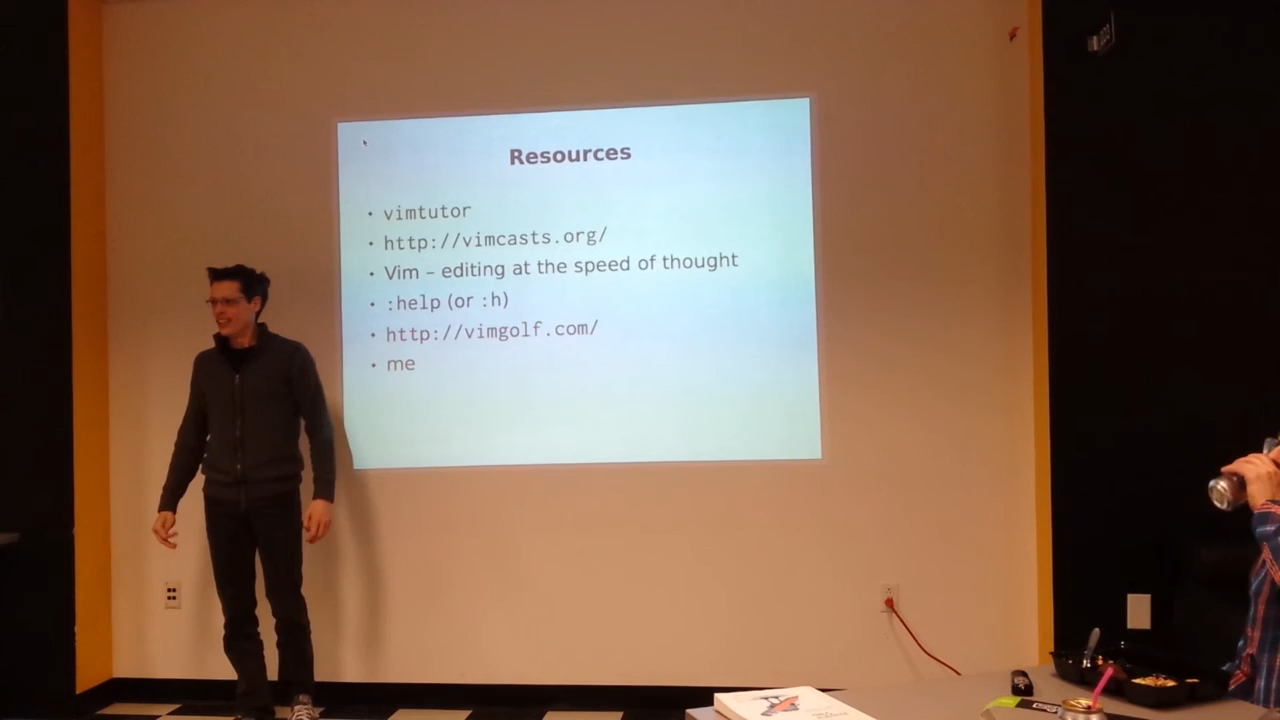 Resources
• vimtutor
• http://vimcasts.org/
• Vim – editing at the speed of thought
• :help (or :h)
• http://vimgolf.com/
• me